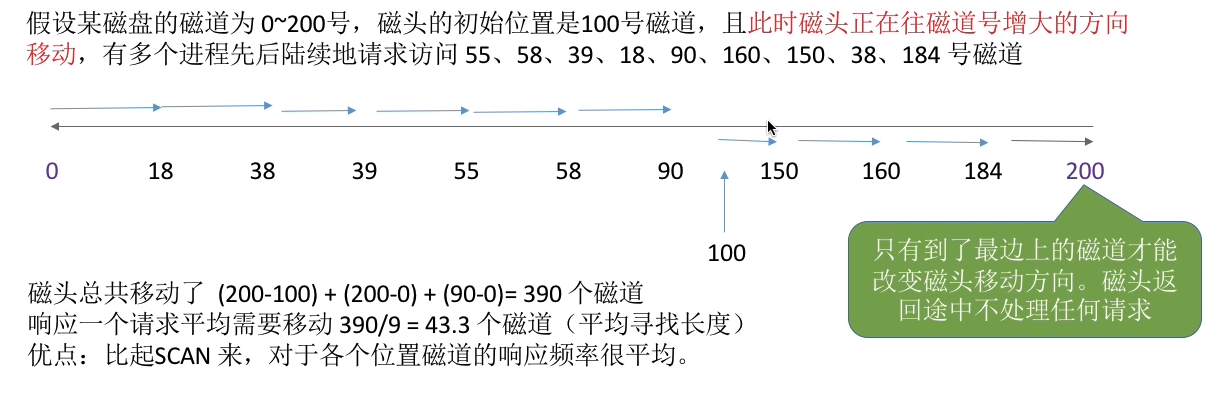 假设某磁盘的磁道为 0~200号，磁头的初始位置是100号磁道，且此时磁头正在往磁道号增大的方向
移动，有多个进程先后陆续地请求访问 55、58、39、18、90、160、150、38、184 号磁道
0 18 38 39 55 58 90 150 160 184 200
100
只有到了最边上的磁道才能
改变磁头移动方向。磁头返
回途中不处理任何请求
磁头总共移动了 (200-100) + (200-0) + (90-0)= 390 个磁道
响应一个请求平均需要移动 390/9 = 43.3 个磁道（平均寻找长度）
优点：比起SCAN 来，对于各个位置磁道的响应频率很平均。